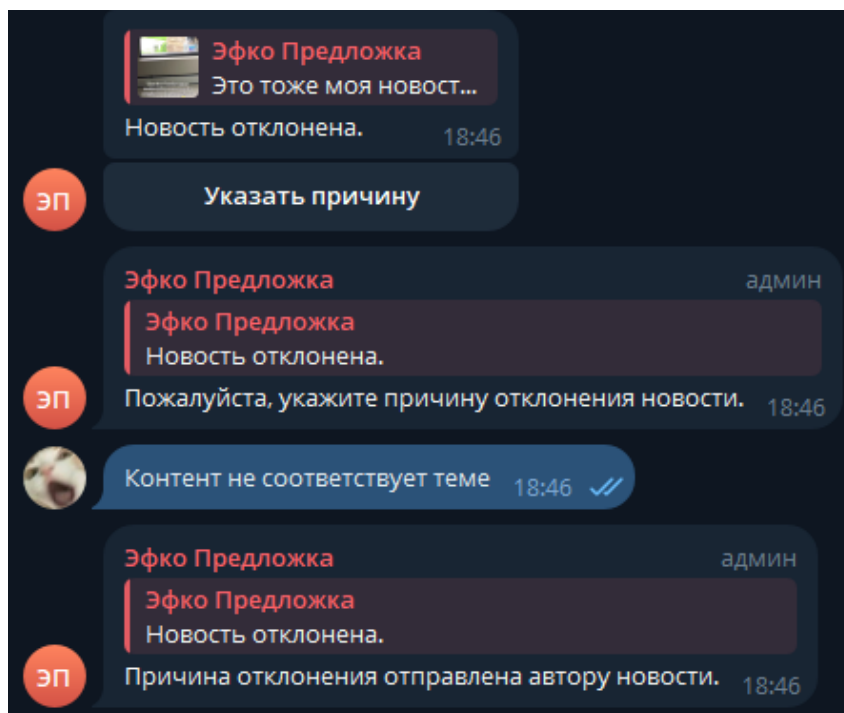 Эфко Предложка
Это тоже моя новост...
Новость отклонена.
18:46
Указать причину
ЭП
Эфко Предложка
админ
Эфко Предложка
Новость отклонена.
Пожалуйста, укажите причину отклонения новости.
18:46
ЭП
Контент не соответствует теме
18:46
Эфко Предложка
админ
Эфко Предложка
Новость отклонена.
Причина отклонения отправлена автору новости.
18:46
ЭП